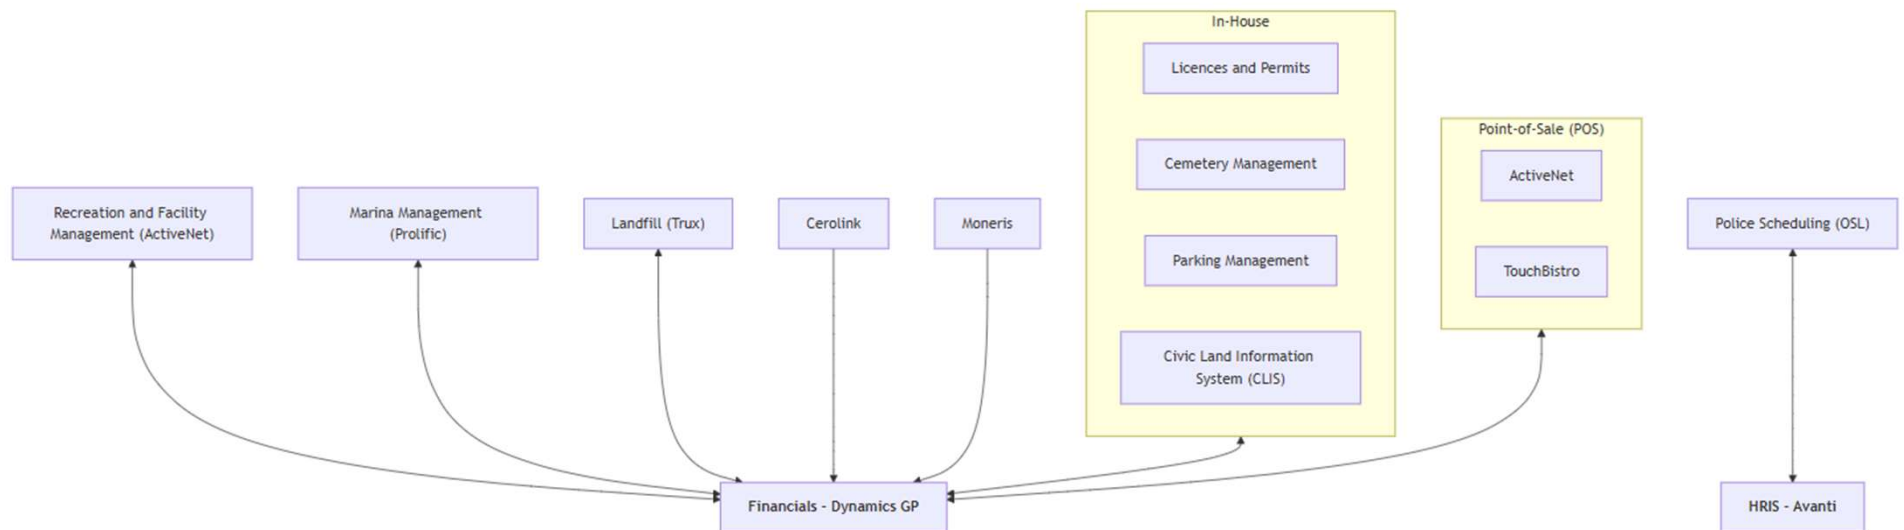 In-House
Licences and Permits
Cemetery Management
Parking Management
Civic Land Information
System (CLIS)
Point-of-Sale (POS)
ActiveNet
TouchBistro
Recreation and Facility
Management (ActiveNet)
Marina Management
(Prolific)
Landfill (Trux)
Cerolink
Moneris
Police Scheduling (OSL)
Financials - Dynamics GP
HRIS - Avanti